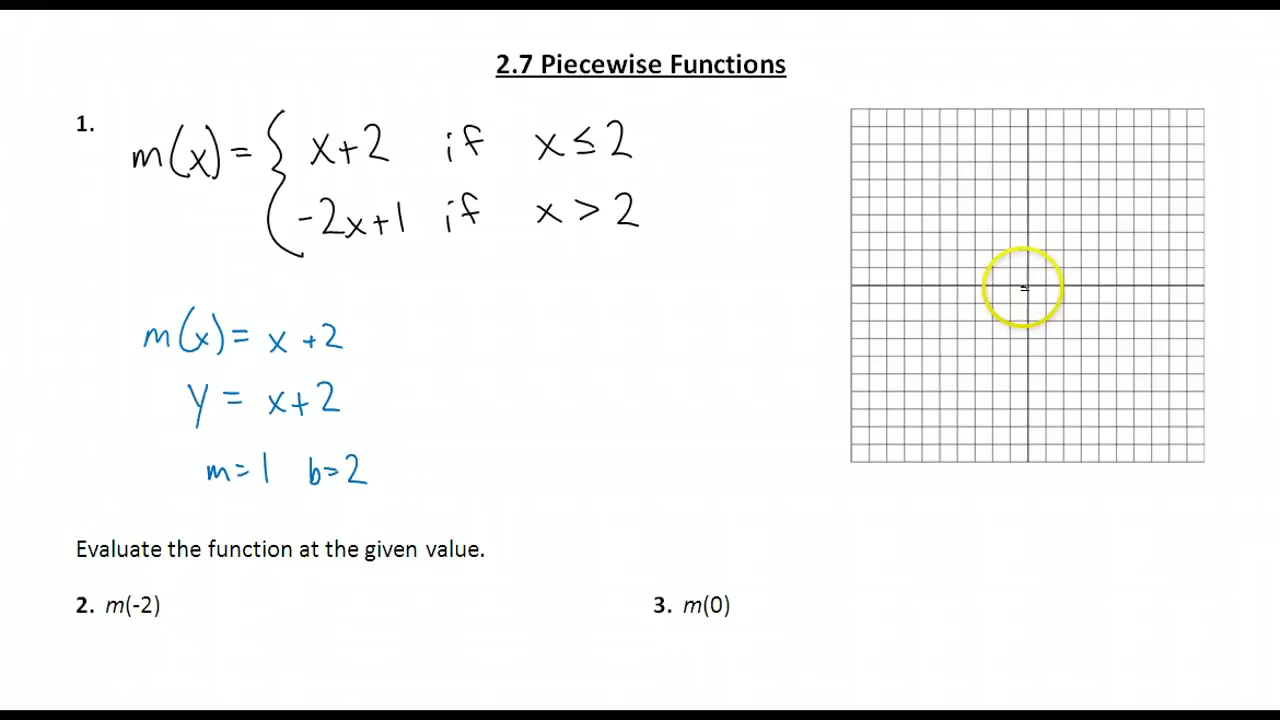 2.7 Piecewise Functions
1.
m(x) = { x+2 if x ≤ 2
-2x+1 if x > 2
m(x) = x +2
y = x+2
m=1 b=2
Evaluate the function at the given value.
2. m(-2) 3. m(0)